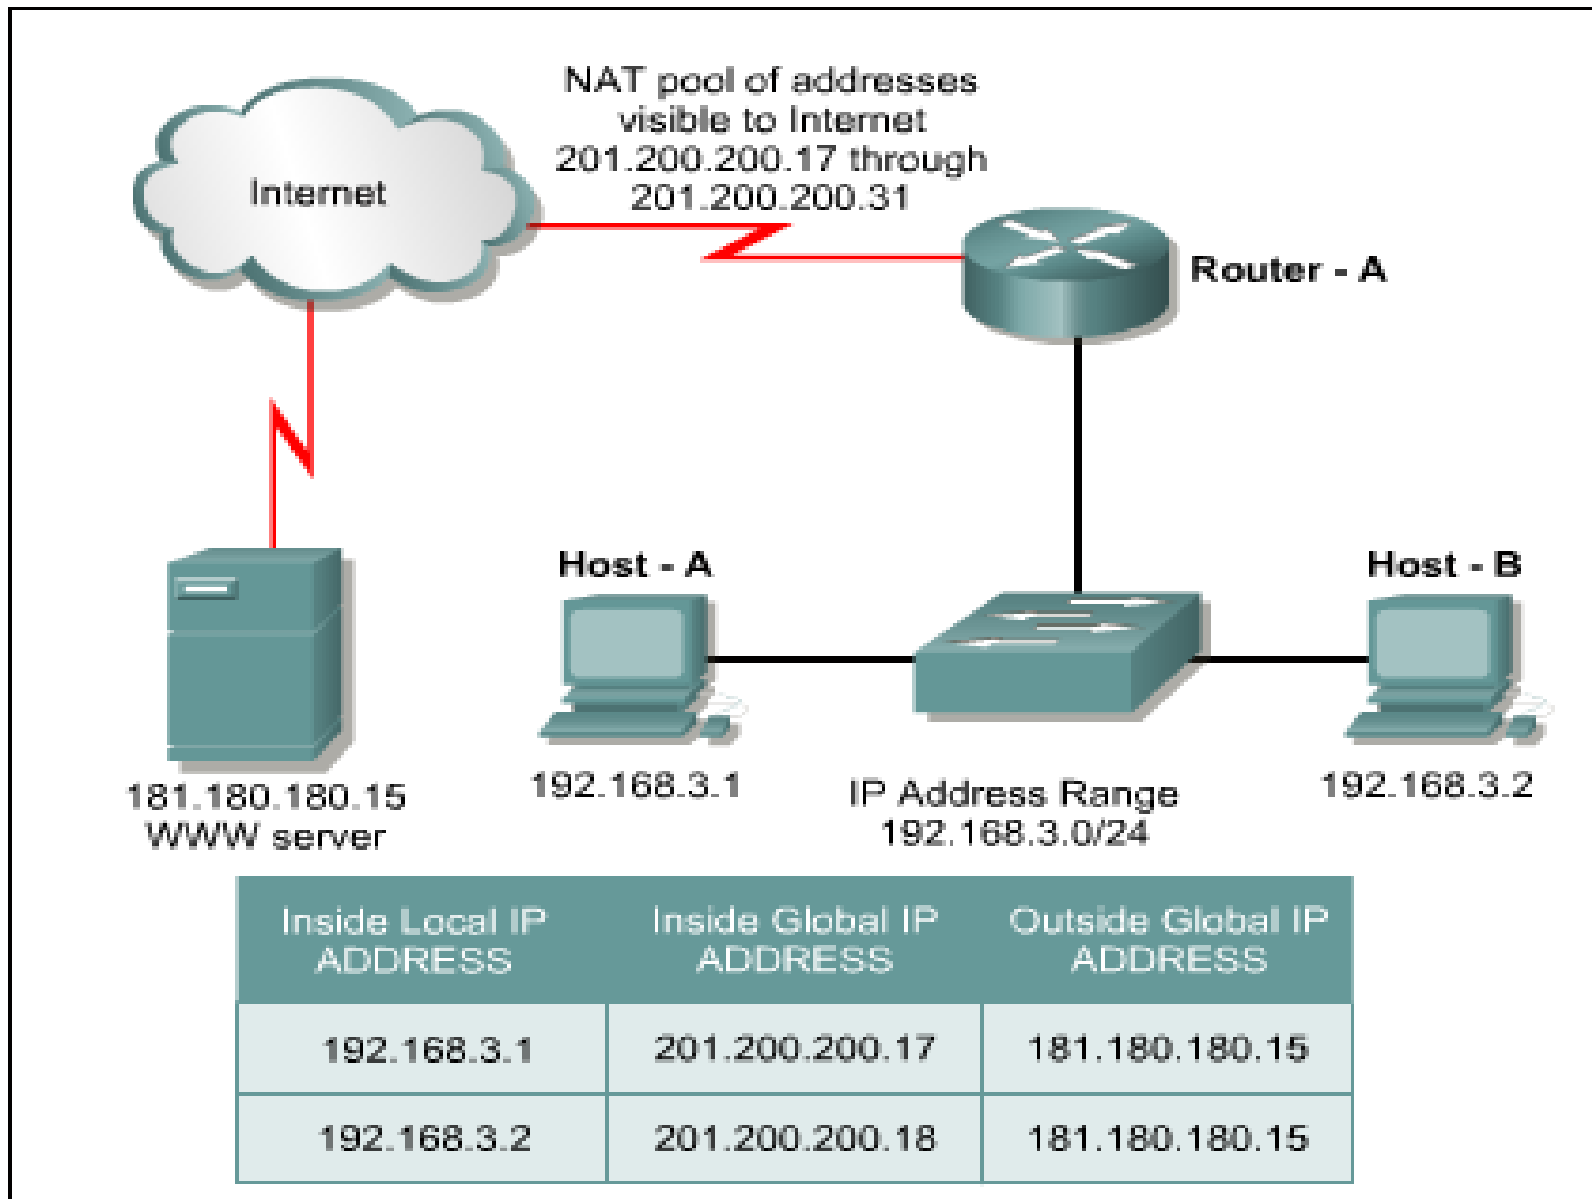 NAT pool of addresses
visible to Internet
201.200.200.17 through
201.200.200.31
Internet
Router - A
Host - A
Host - B
181.180.180.15
WWW server
192.168.3.1
IP Address Range
192.168.3.0/24
192.168.3.2
Inside Local IP
ADDRESS
Inside Global IP
ADDRESS
Outside Global IP
ADDRESS
192.168.3.1
201.200.200.17
181.180.180.15
192.168.3.2
201.200.200.18
181.180.180.15